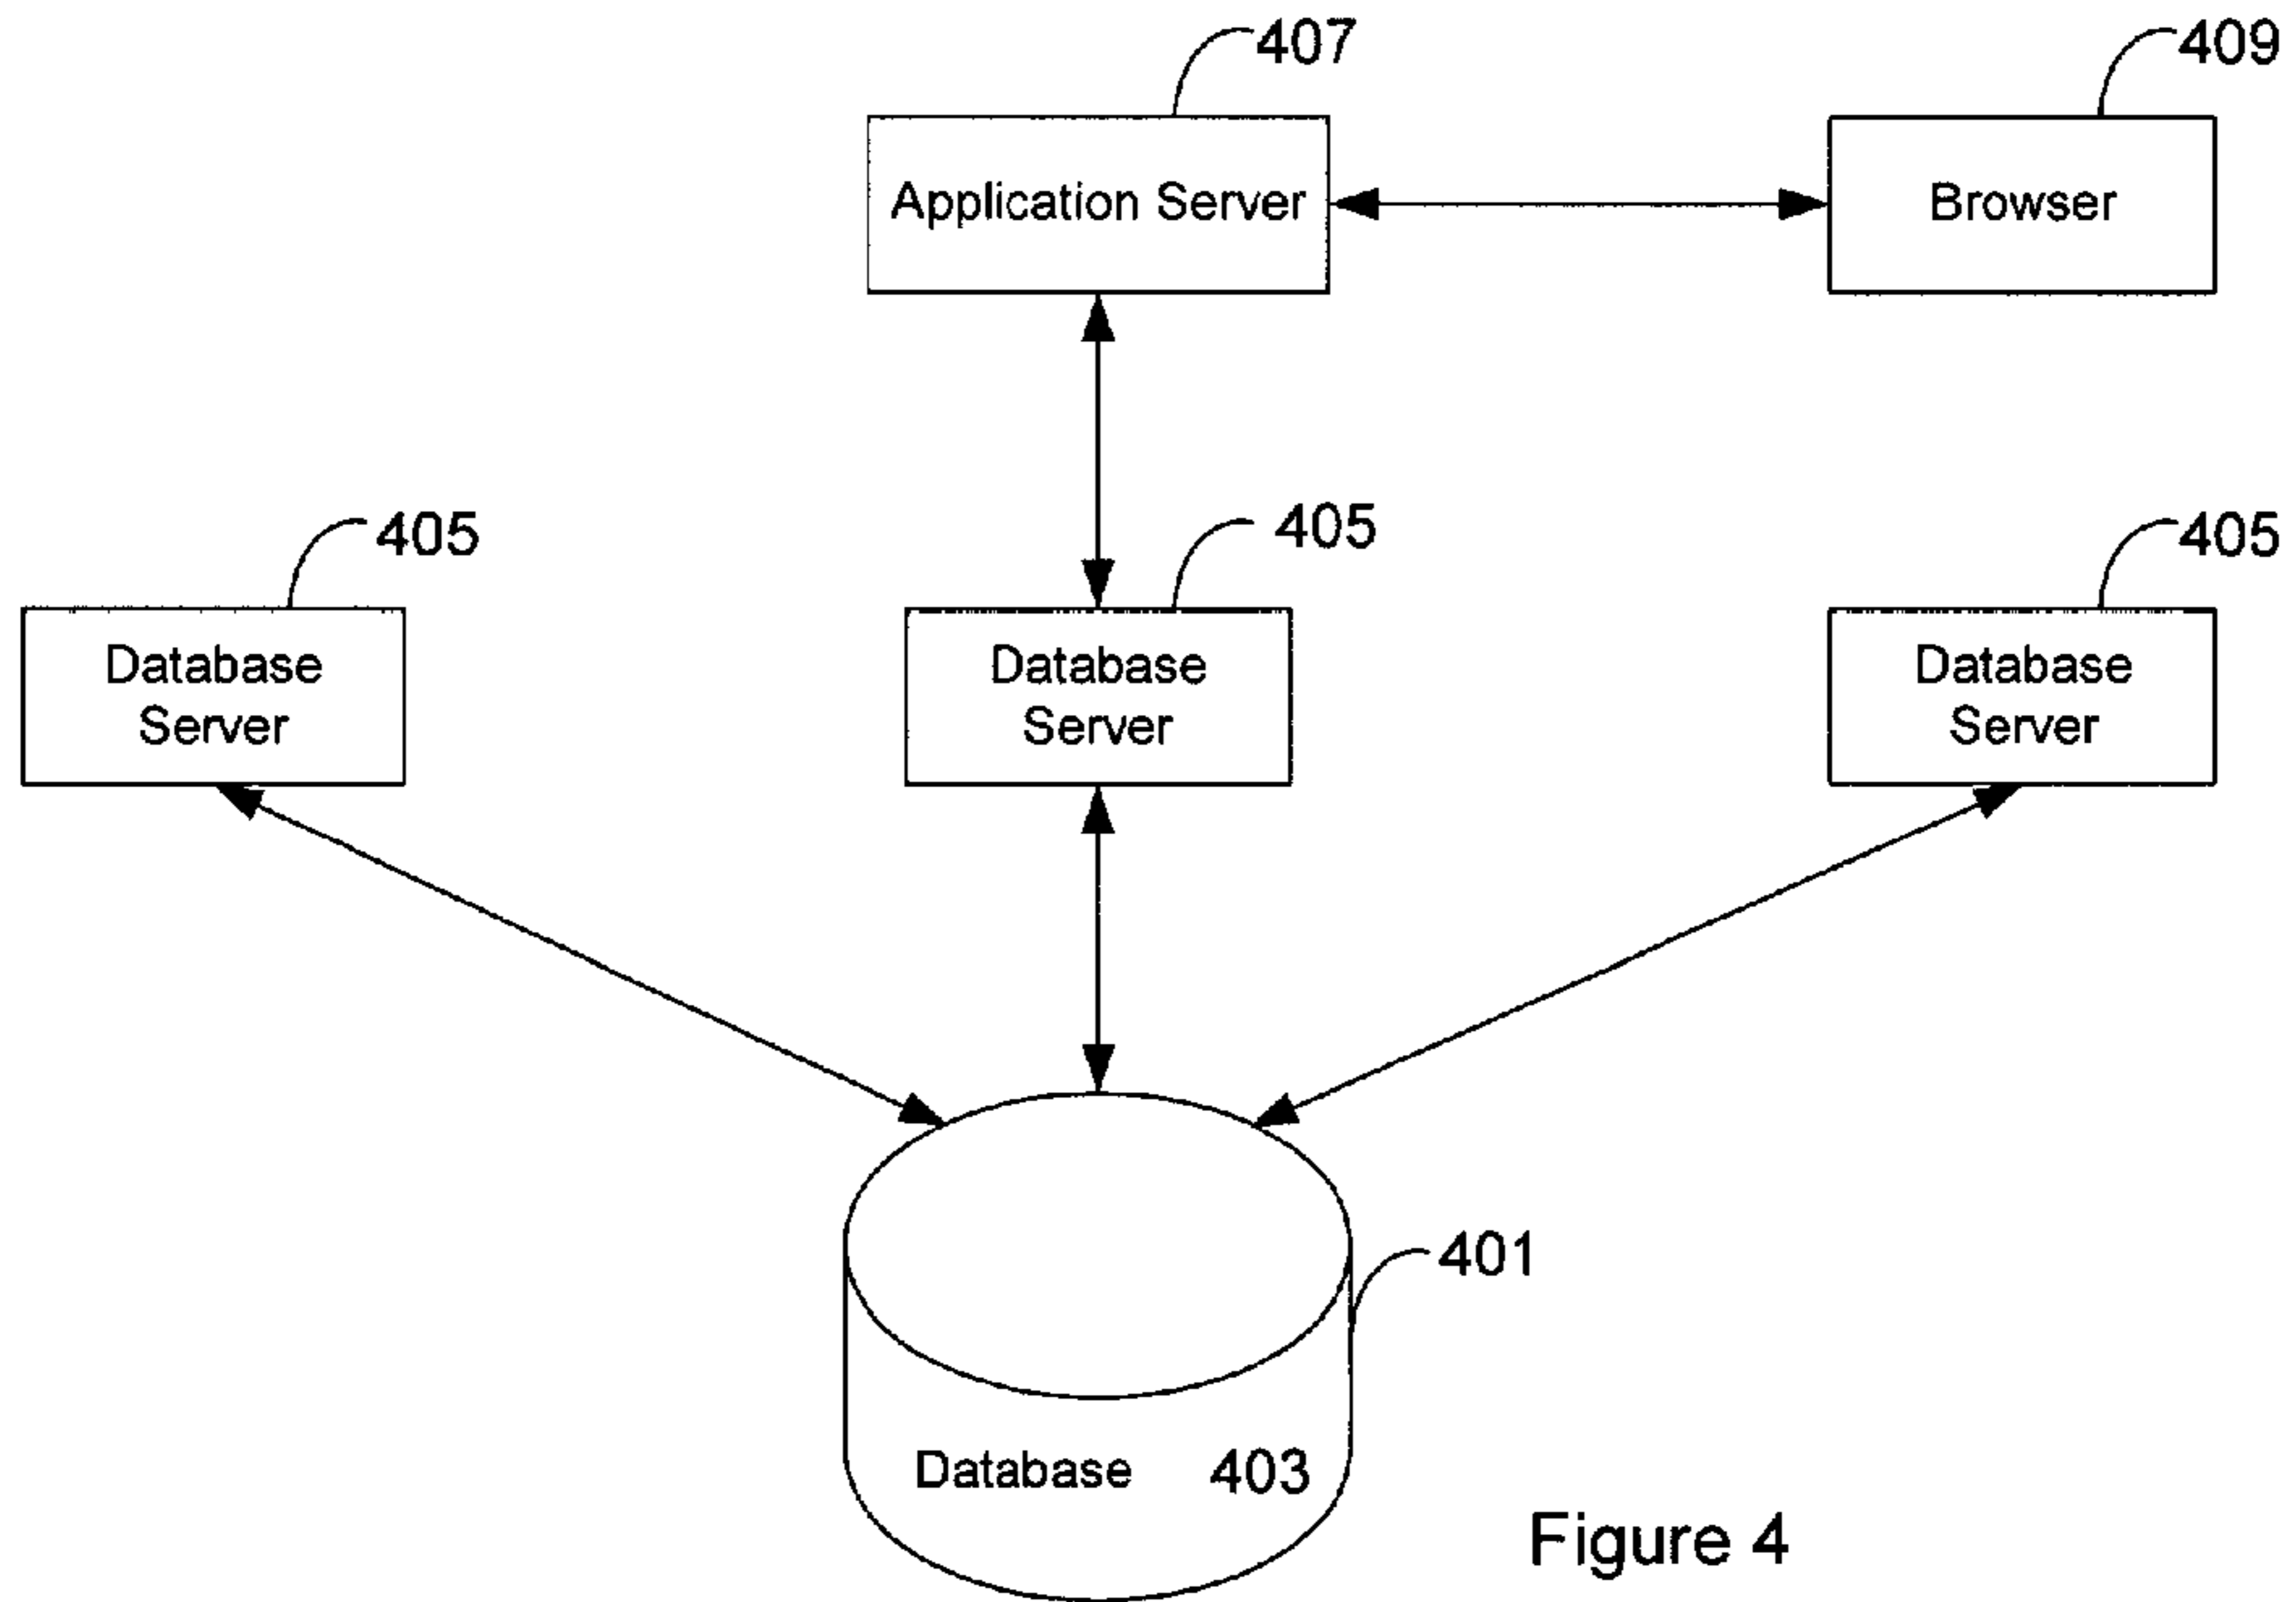 407
409
Application Server
Browser
405
405
405
Database
Server
Database
Server
Database
Server
401
Database 403
Figure 4